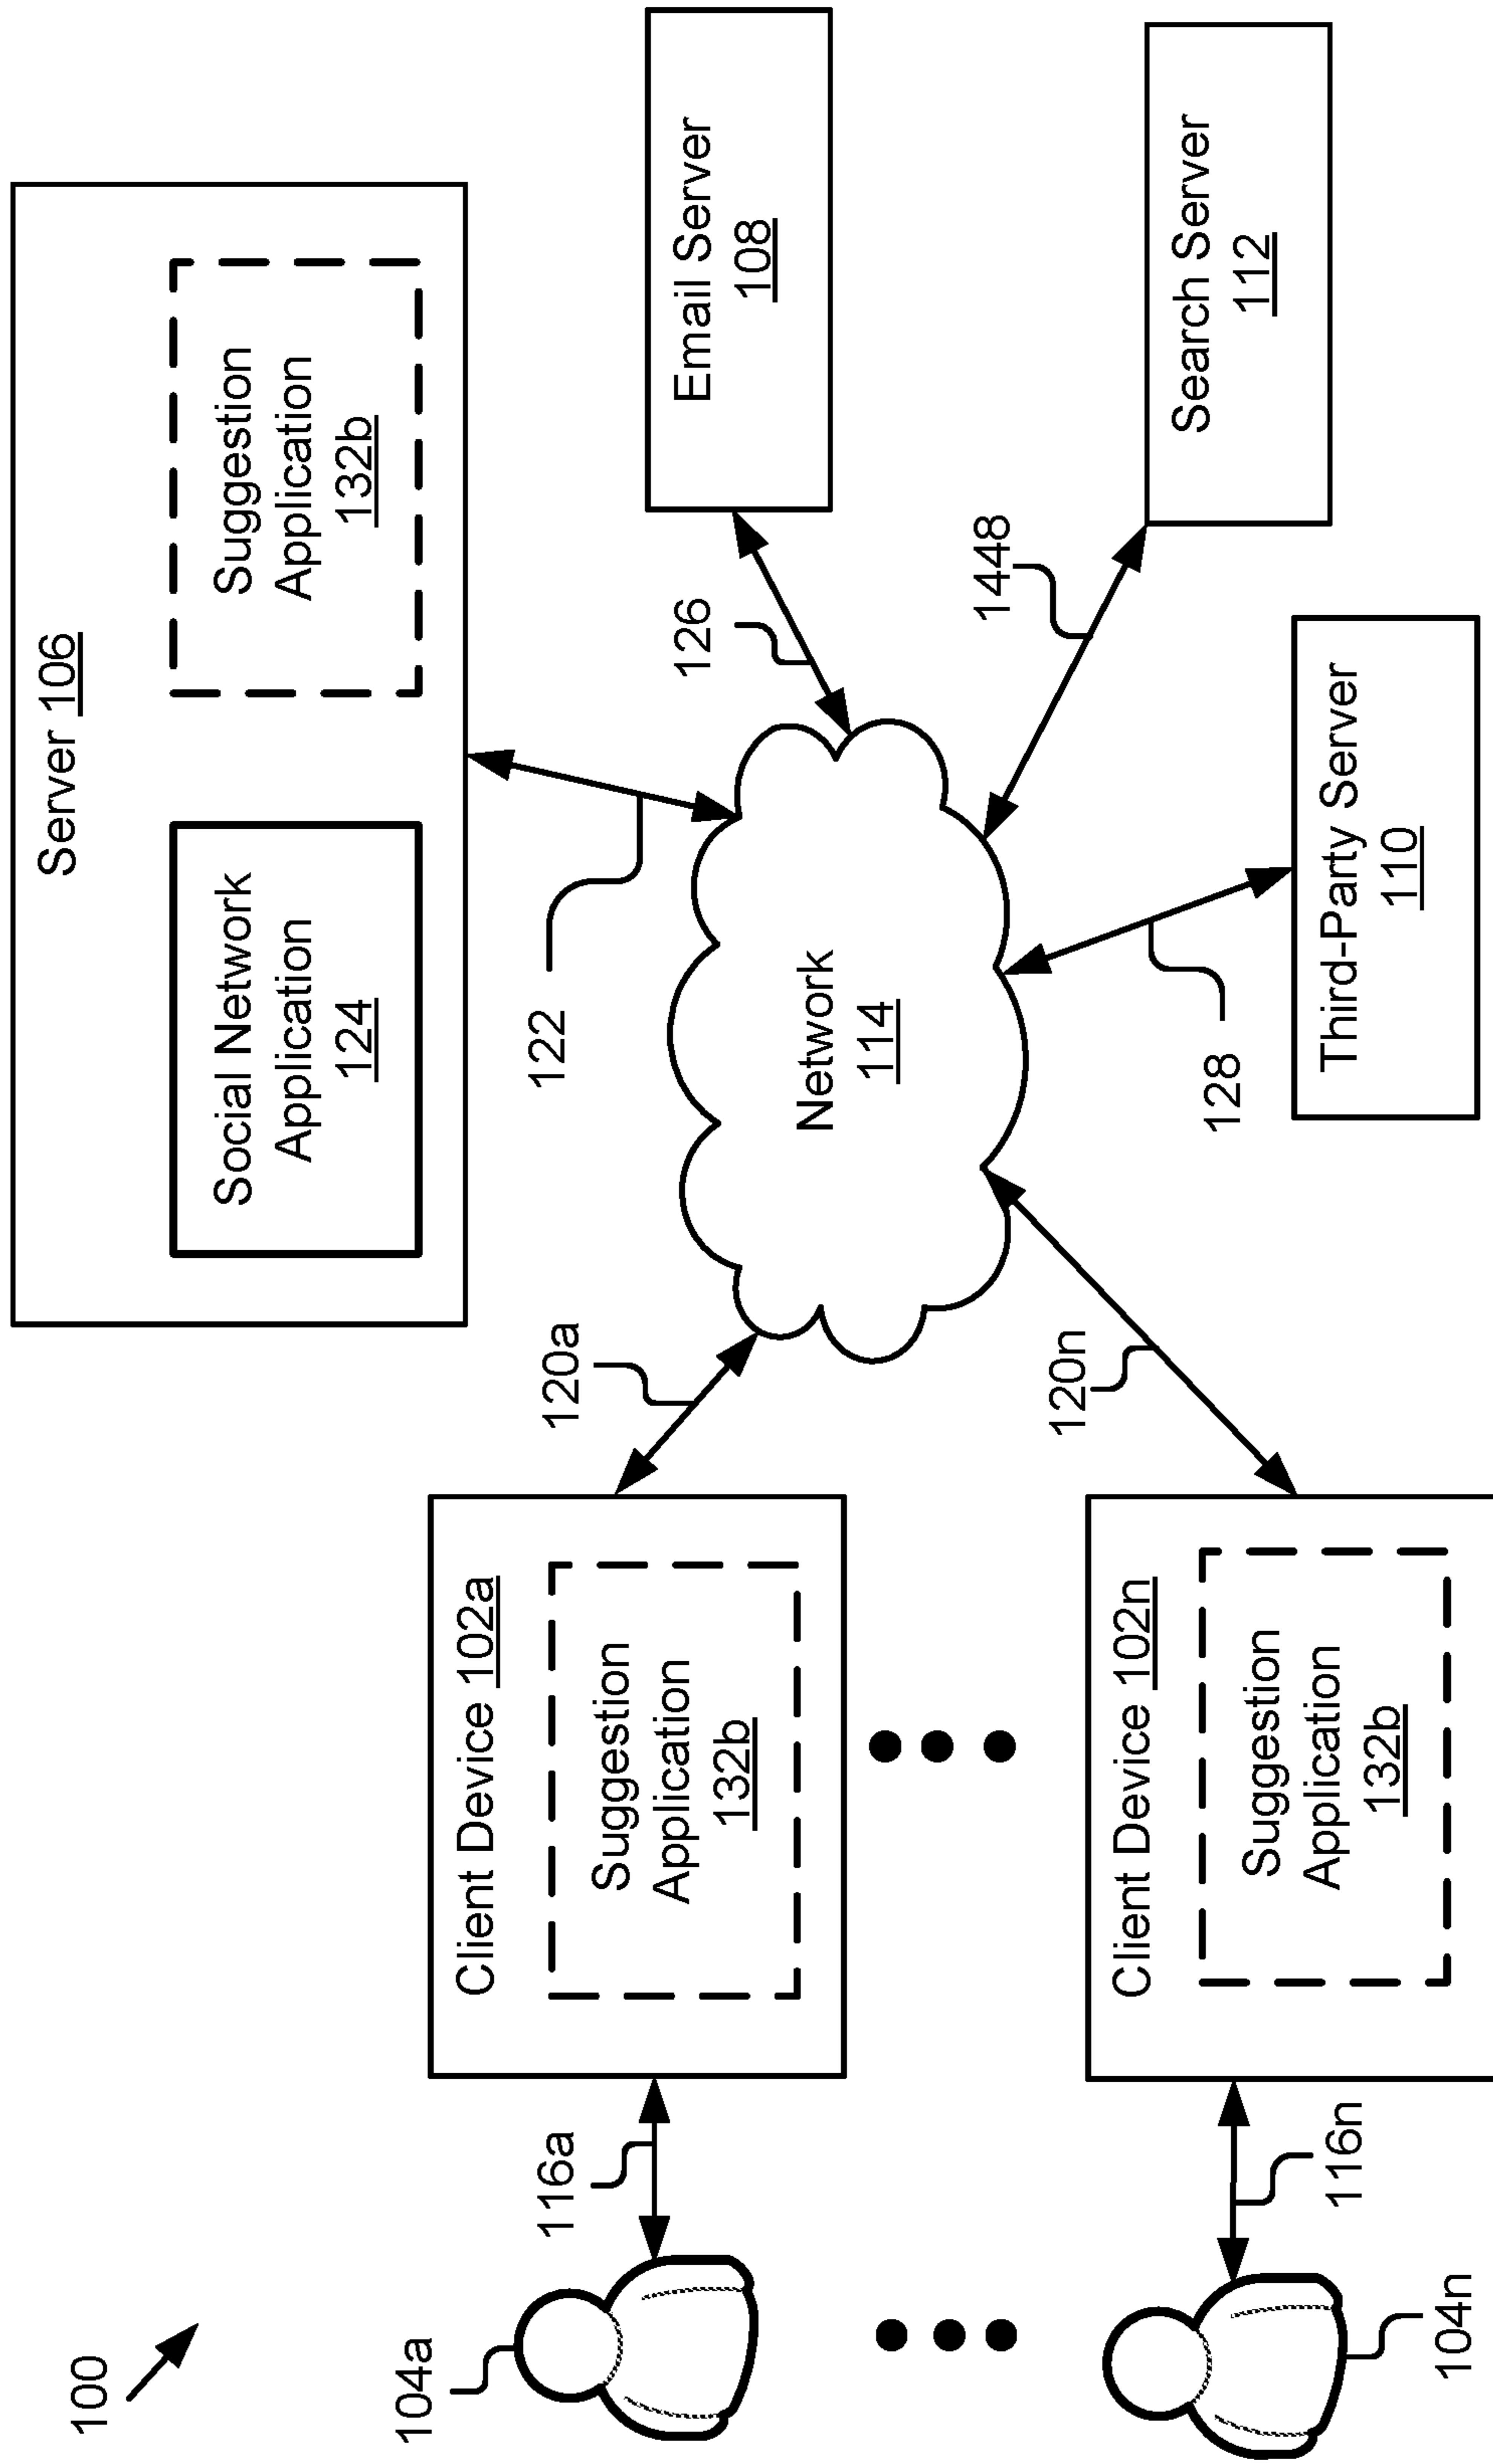 100
Server 106
Social Network
Application
124
Suggestion
Application
132b
104a
116a
Client Device 102a
Suggestion
Application
132b
120a
122
126
Email Server
108
Network
114
1448
Search Server
112
120n
128
Third-Party Server
110
Client Device 102n
Suggestion
Application
132b
116n
104n